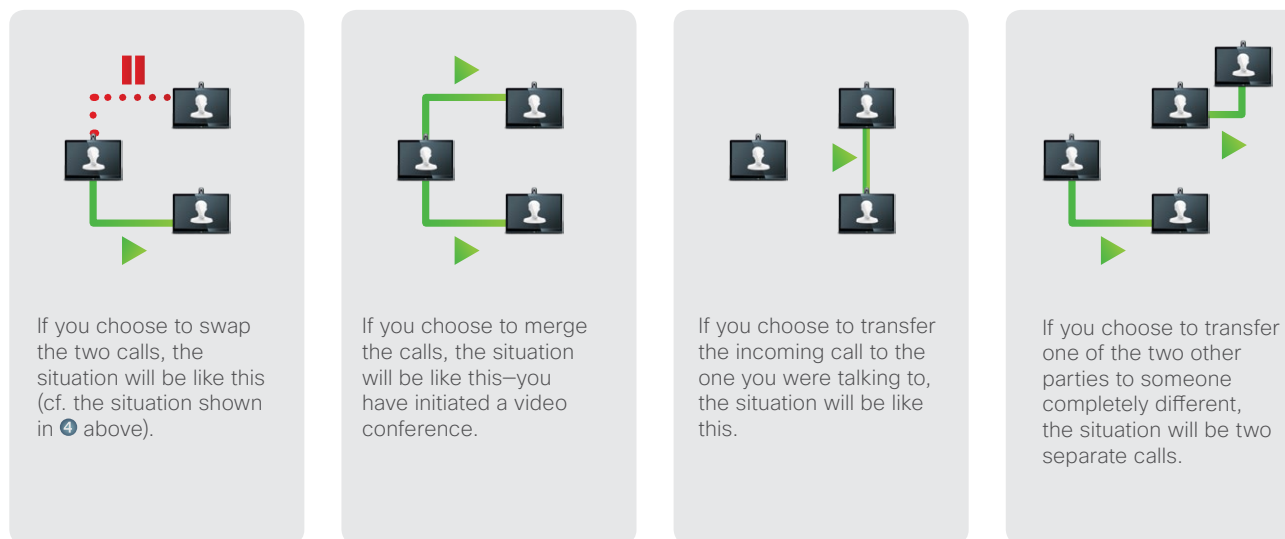 If you choose to swap
the two calls, the
situation will be like this
(cf. the situation shown
in 4 above).
If you choose to merge
the calls, the situation
will be like this—you
have initiated a video
conference.
If you choose to transfer
the incoming call to the
one you were talking to,
the situation will be like
this.
If you choose to transfer
one of the two other
parties to someone
completely different,
the situation will be two
separate calls.